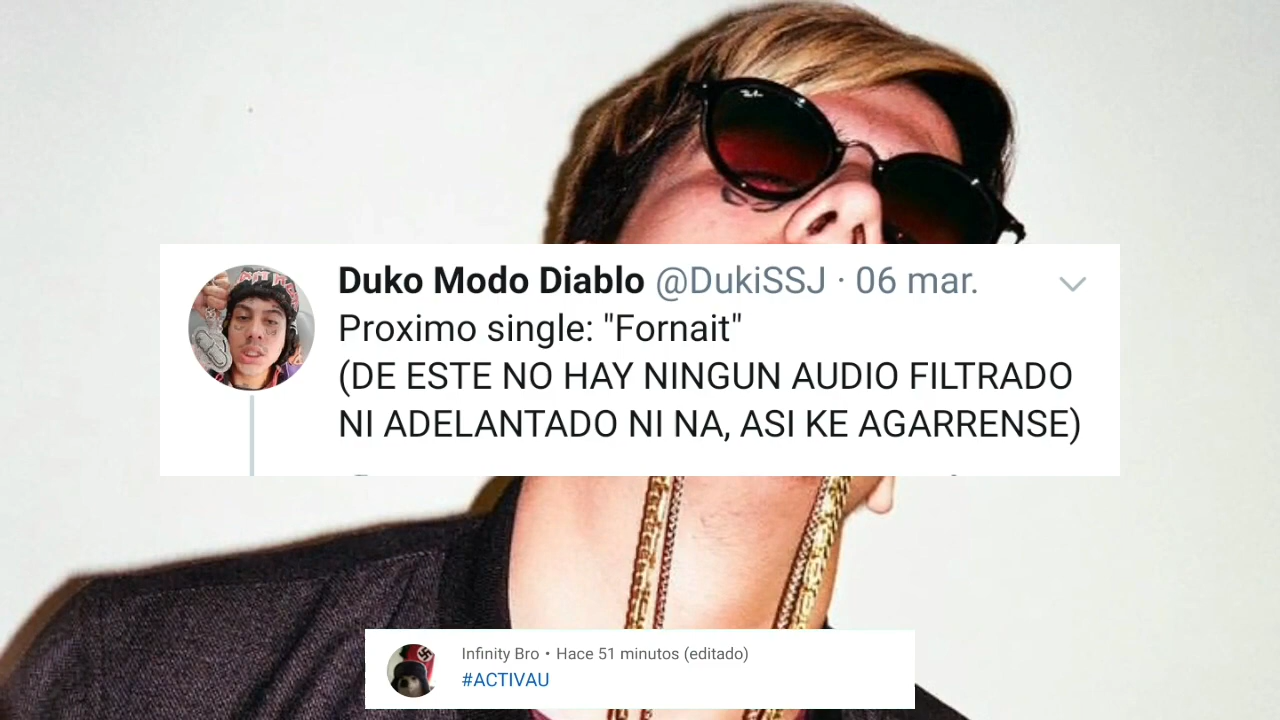 Duko Modo Diablo @DukiSSJ · 06 mar.
Proximo single: "Fornait"
(DE ESTE NO HAY NINGUN AUDIO FILTRADO
NI ADELANTADO NI NA, ASI KE AGARRENSE)
Infinity Bro • Hace 51 minutos (editado)
#ACTIVAU